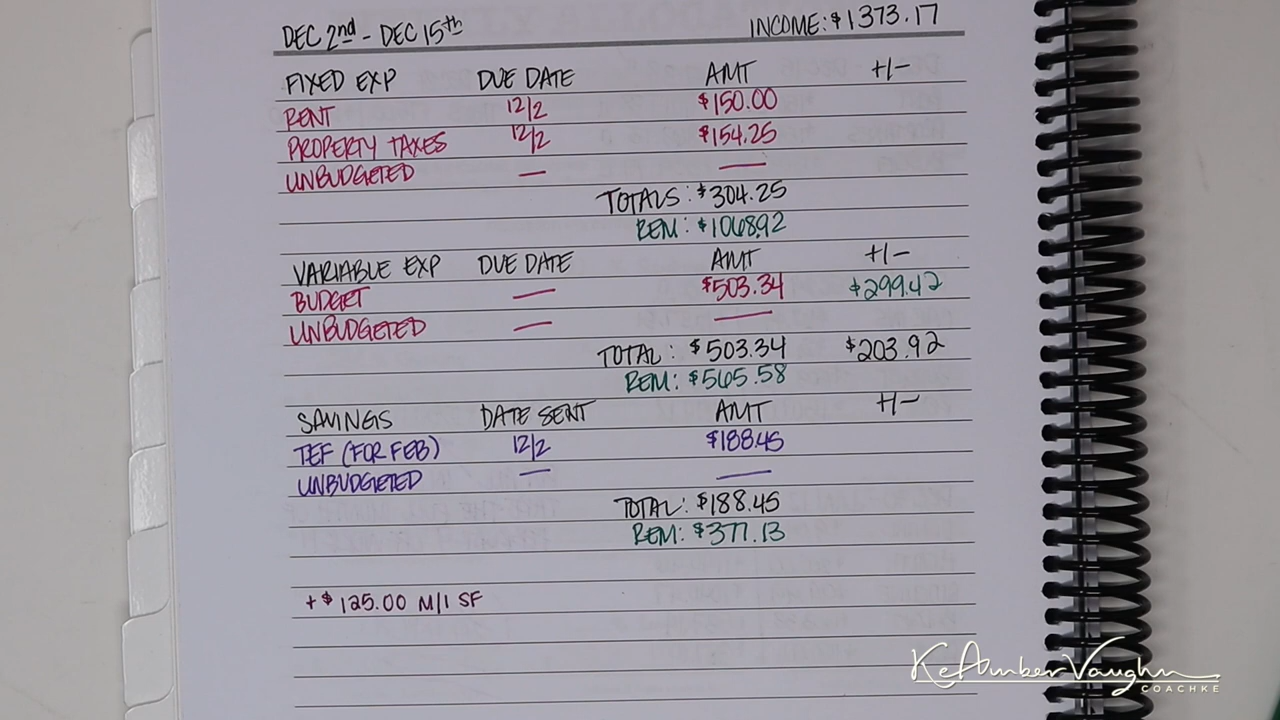 DEC 2nd - DEC 15th INCOME: $1373.17
FIXED EXP DUE DATE AMT +/-
RENT 12/2 $150.00
PROPERTY TAXES 12/2 $154.25
UNBUDGETED — —
TOTALS: $304.25
REM: $1068.92
VARIABLE EXP DUE DATE AMT +/-
BUDGET — $503.34 $299.42
UNBUDGETED — —
TOTAL: $503.34 $203.92
REM: $565.58
SAVINGS DATE SENT AMT +/-
TEF (FOR FEB) 12/2 $188.45
UNBUDGETED — —
TOTAL: $188.45
REM: $377.13
+$125.00 M/1 SF
KeAmber Vaughn
COACHKE